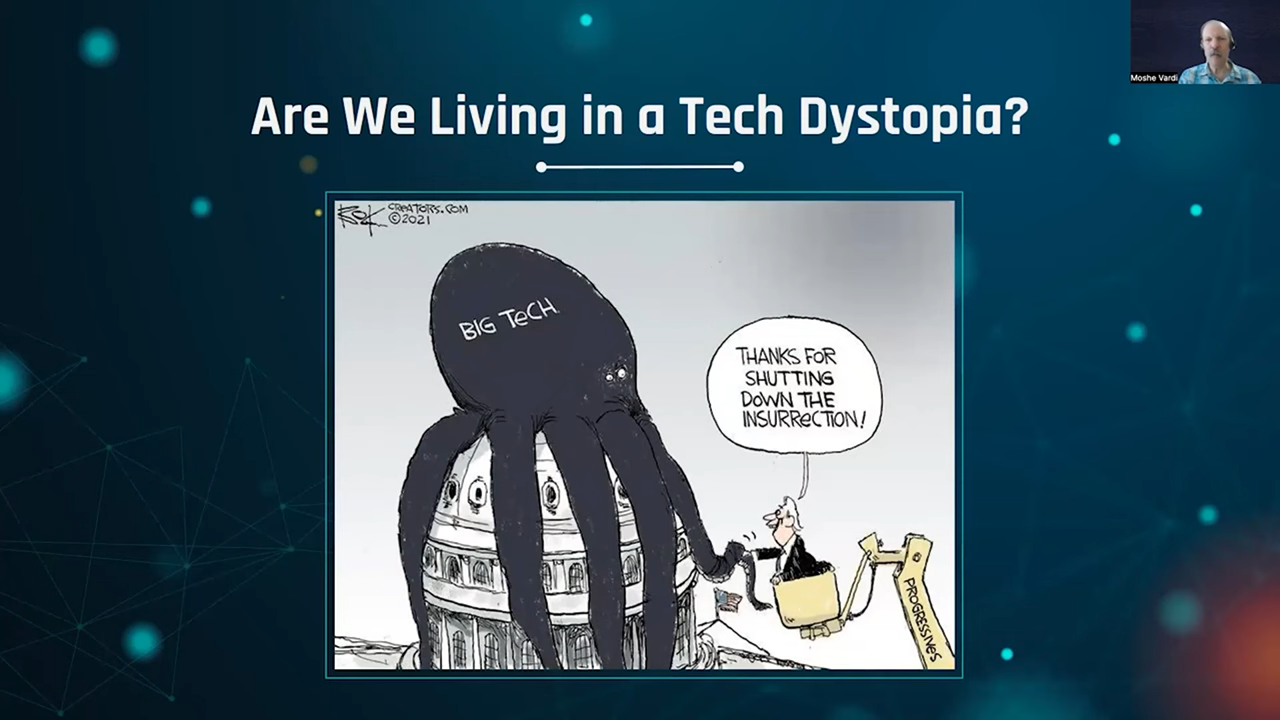 Moshe Vardi
Are We Living in a Tech Dystopia?
CREATORS.COM
©2021
BIG TeCH
THANKS FOR
SHUTTING
DoWN THE
INSURReCTION!
PROGRESSIVES